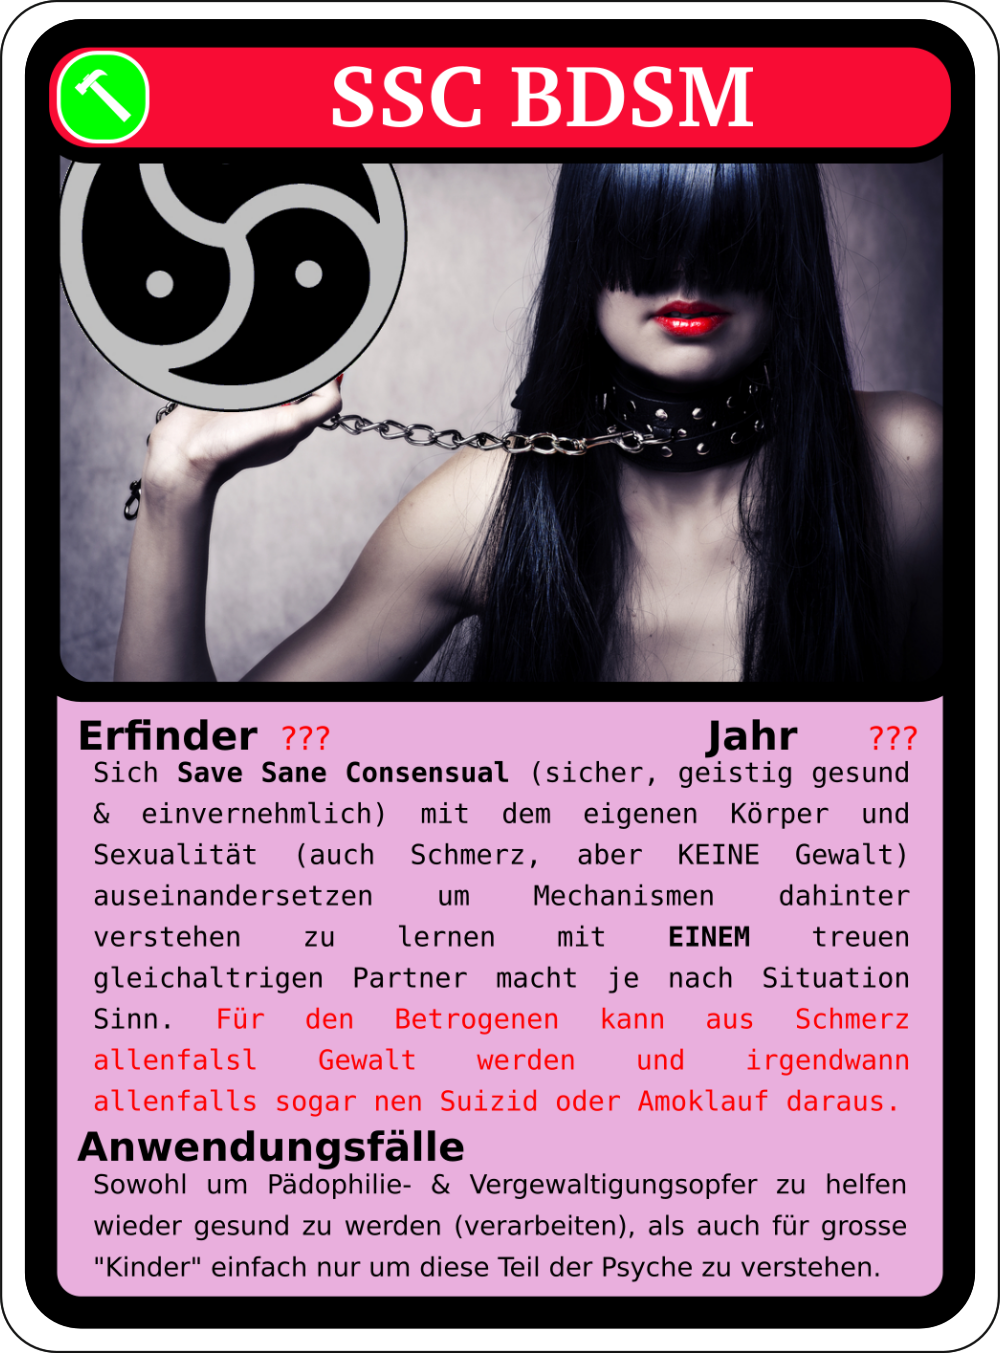 SSC BDSM
Erfinder ??? Jahr ???
Sich Save Sane Consensual (sicher, geistig gesund
& einvernehmlich) mit dem eigenen Körper und
Sexualität (auch Schmerz, aber KEINE Gewalt)
auseinandersetzen um Mechanismen dahinter
verstehen zu lernen mit EINEM treuen
gleichaltrigen Partner macht je nach Situation
Sinn. Für den Betrogenen kann aus Schmerz
allenfalsl Gewalt werden und irgendwann
allenfalls sogar nen Suizid oder Amoklauf daraus.
Anwendungsfälle
Sowohl um Pädophilie- & Vergewaltigungsopfer zu helfen
wieder gesund zu werden (verarbeiten), als auch für grosse
"Kinder" einfach nur um diese Teil der Psyche zu verstehen.